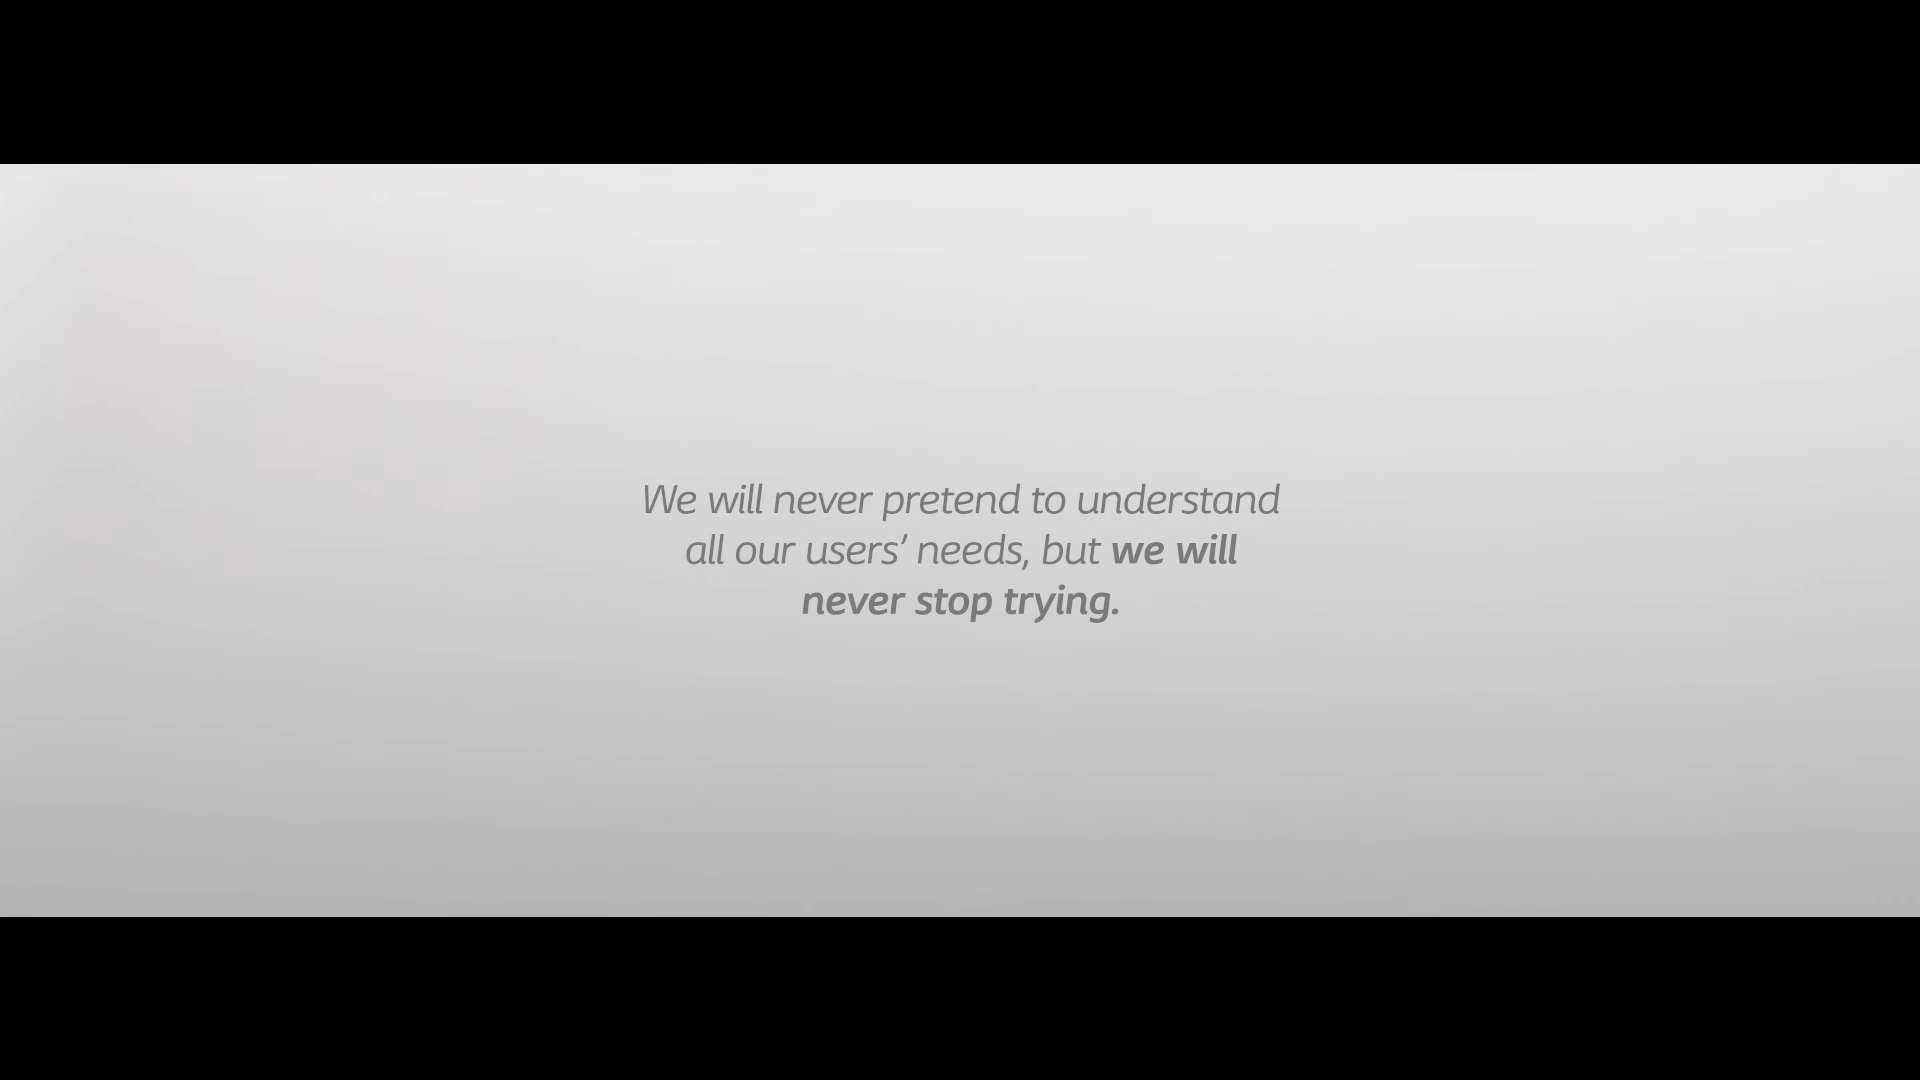 We will never pretend to understand
all our users’ needs, but we will
never stop trying.